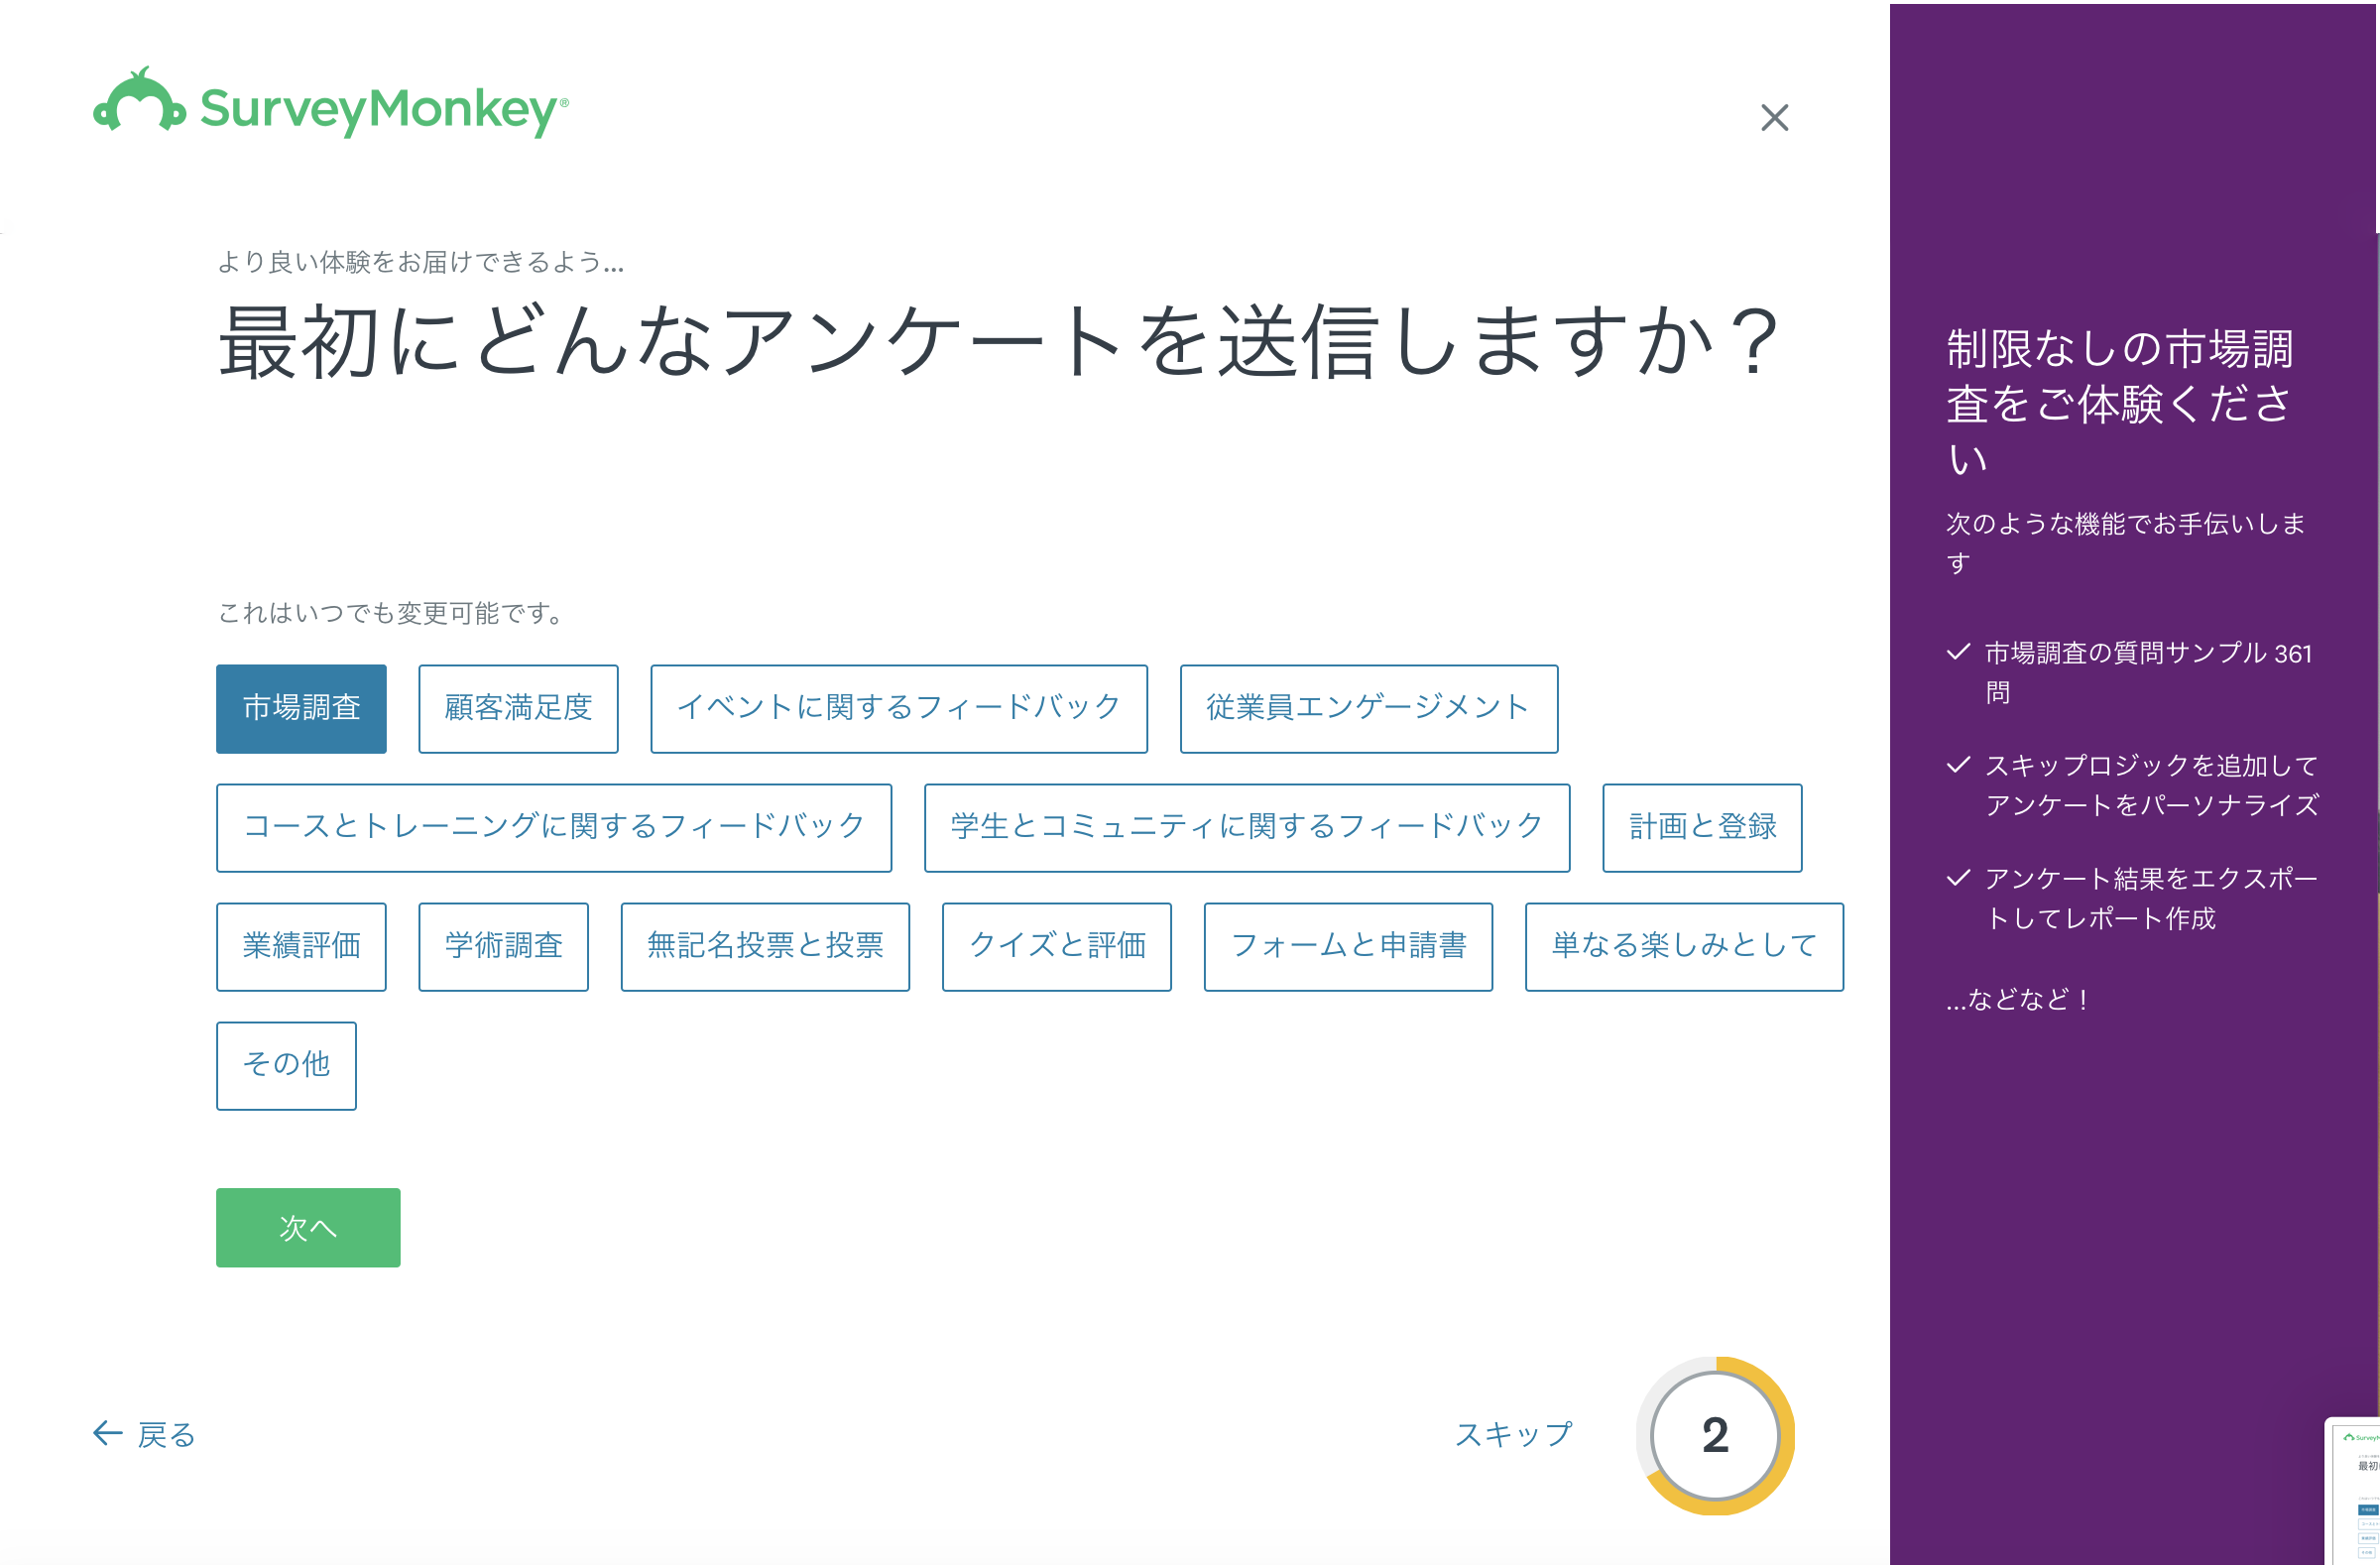 SurveyMonkey®
より良い体験をお届けできるよう...
最初にどんなアンケートを送信しますか？
これはいつでも変更可能です。
市場調査
顧客満足度
イベントに関するフィードバック
従業員エンゲージメント
コースとトレーニングに関するフィードバック
学生とコミュニティに関するフィードバック
計画と登録
業績評価
学術調査
無記名投票と投票
クイズと評価
フォームと申請書
単なる楽しみとして
その他
次へ
戻る
スキップ
2
制限なしの市場調
査をご体験くださ
い
次のような機能でお手伝いしま
す
市場調査の質問サンプル 361
問
スキップロジックを追加して
アンケートをパーソナライズ
アンケート結果をエクスポー
トしてレポート作成
...などなど！
最初